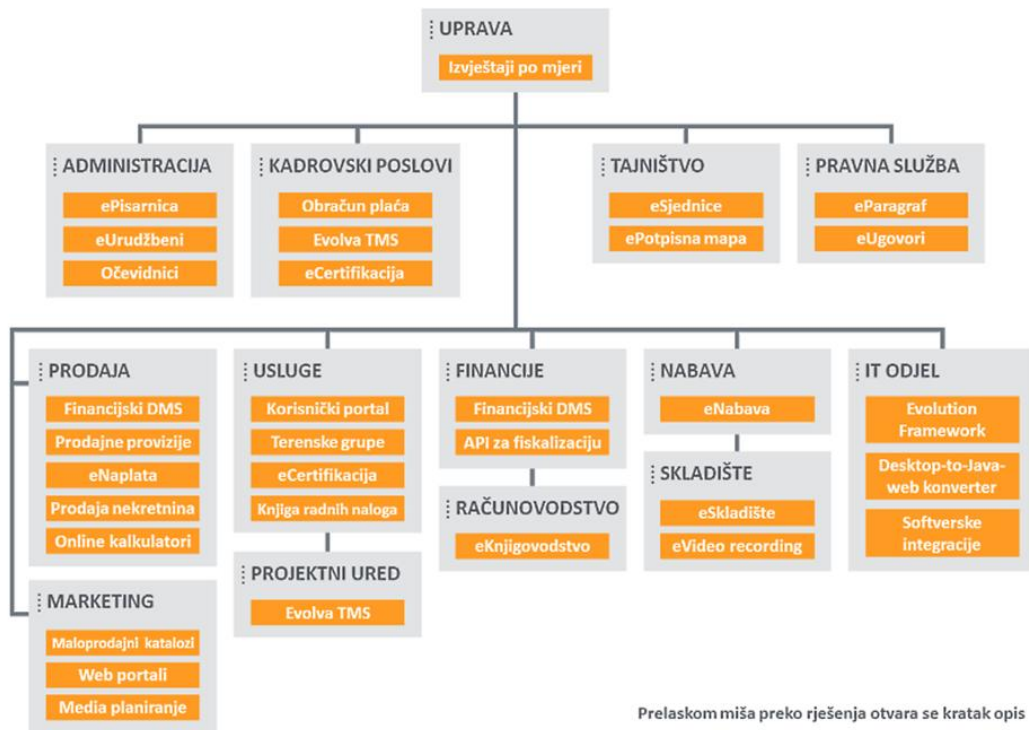 UPRAVA
Izvještaji po mjeri
ADMINISTRACIJA
ePisarnica
eUrudžbeni
Očevidnici
KADROVSKI POSLOVI
Obračun plaća
Evolva TMS
eCertifikacija
TAJNIŠTVO
eSjednice
ePotpisna mapa
PRAVNA SLUŽBA
eParagraf
eUgovori
PRODAJA
Financijski DMS
Prodajne provizije
eNaplata
Prodaja nekretnina
Online kalkulatori
MARKETING
Maloprodajni katalozi
Web portali
Media planiranje
USLUGE
Korisnički portal
Terenske grupe
eCertifikacija
Knjiga radnih naloga
PROJEKTNI URED
Evolva TMS
FINANCIJE
Financijski DMS
API za fiskalizaciju
RAČUNOVODSTVO
eKnjigovodstvo
NABAVA
eNabava
SKLADIŠTE
eSkladište
eVideo recording
IT ODJEL
Evolution
Framework
Desktop-to-Java-
web konverter
Softverske
integracije
Prelaskom miša preko rješenja otvara se kratak opis